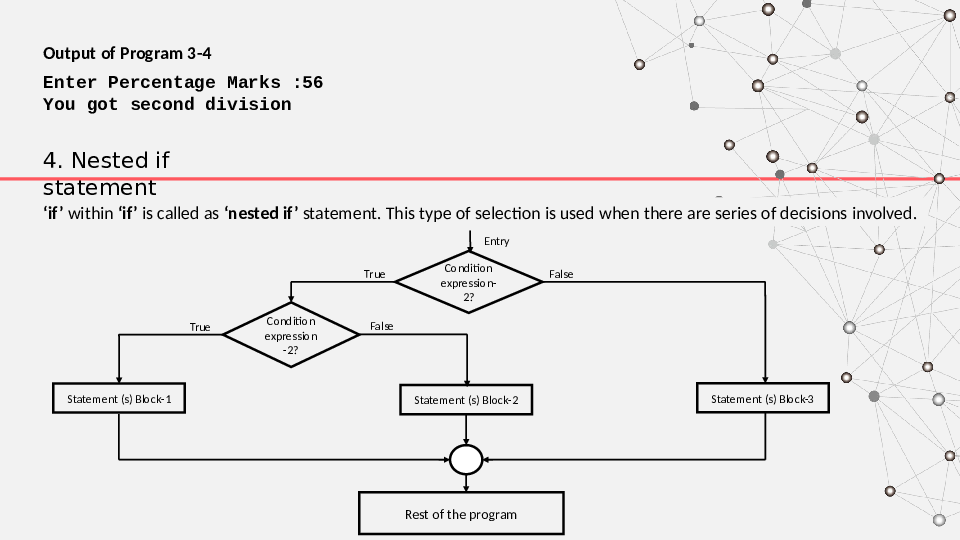 Output of Program 3-4
Enter Percentage Marks :56
You got second division
4. Nested if
statement
‘if’ within ‘if’ is called as ‘nested if’ statement. This type of selection is used when there are series of decisions involved.
Entry
Condition
expression-
2?
True
False
Condition
expression
-2?
True
False
Statement (s) Block-1
Statement (s) Block-2
Statement (s) Block-3
Rest of the program